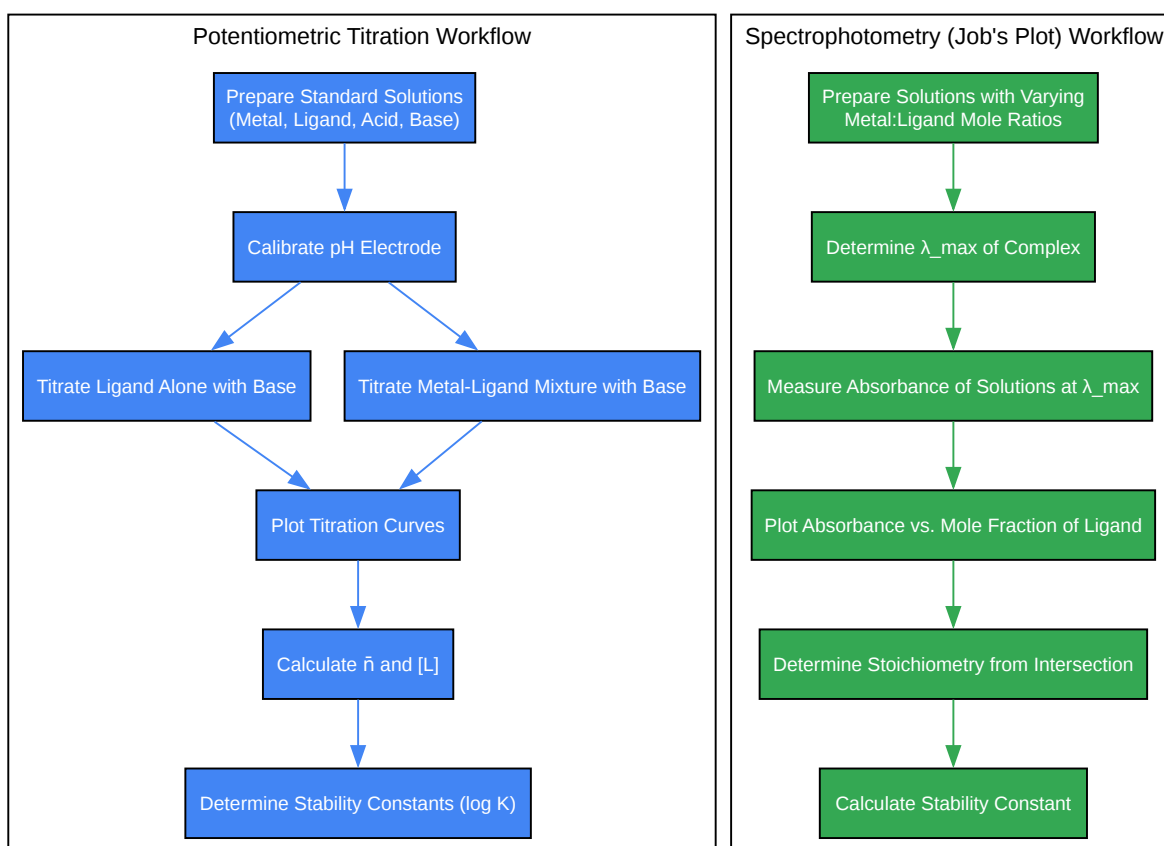 Potentiometric Titration Workflow
Prepare Standard Solutions
(Metal, Ligand, Acid, Base)
Calibrate pH Electrode
Titrate Ligand Alone with Base
Titrate Metal-Ligand Mixture with Base
Plot Titration Curves
Calculate n̄ and [L]
Determine Stability Constants (log K)
Spectrophotometry (Job's Plot) Workflow
Prepare Solutions with Varying
Metal:Ligand Mole Ratios
Determine λ_max of Complex
Measure Absorbance of Solutions at λ_max
Plot Absorbance vs. Mole Fraction of Ligand
Determine Stoichiometry from Intersection
Calculate Stability Constant